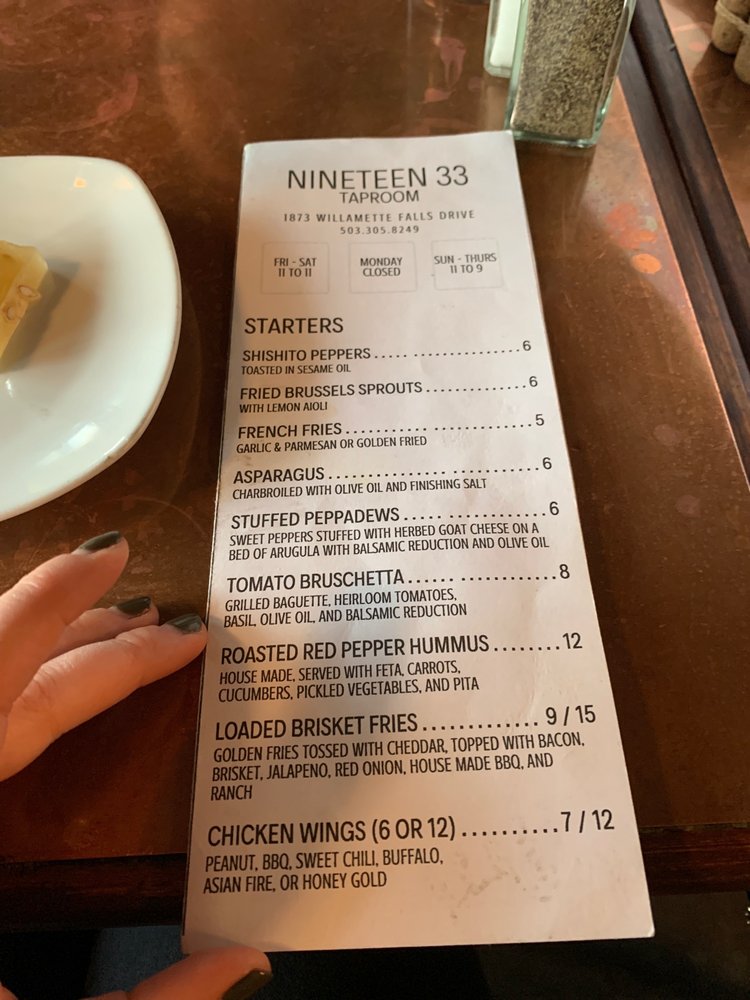 NINETEEN 33
TAPROOM
1873 WILLAMETTE FALLS DRIVE
503.305.8249
FRI - SAT
11 TO 11
MONDAY
CLOSED
SUN - THURS
11 TO 9
STARTERS
SHISHITO PEPPERS..... ...............6
TOASTED IN SESAME OIL
FRIED BRUSSELS SPROUTS..............6
WITH LEMON AIOLI
FRENCH FRIES........... ............5
GARLIC & PARMESAN OR GOLDEN FRIED
ASPARAGUS............... ...........6
CHARBROILED WITH OLIVE OIL AND FINISHING SALT
STUFFED PEPPADEWS..... ............6
SWEET PEPPERS STUFFED WITH HERBED GOAT CHEESE ON A
BED OF ARUGULA WITH BALSAMIC REDUCTION AND OLIVE OIL
TOMATO BRUSCHETTA...... ............8
GRILLED BAGUETTE, HEIRLOOM TOMATOES,
BASIL, OLIVE OIL, AND BALSAMIC REDUCTION
ROASTED RED PEPPER HUMMUS........12
HOUSE MADE, SERVED WITH FETA, CARROTS,
CUCUMBERS, PICKLED VEGETABLES, AND PITA
LOADED BRISKET FRIES............. 9 / 15
GOLDEN FRIES TOSSED WITH CHEDDAR, TOPPED WITH BACON,
BRISKET, JALAPENO, RED ONION, HOUSE MADE BBQ, AND
RANCH
CHICKEN WINGS (6 OR 12)..........7 / 12
PEANUT, BBQ, SWEET CHILI, BUFFALO,
ASIAN FIRE, OR HONEY GOLD